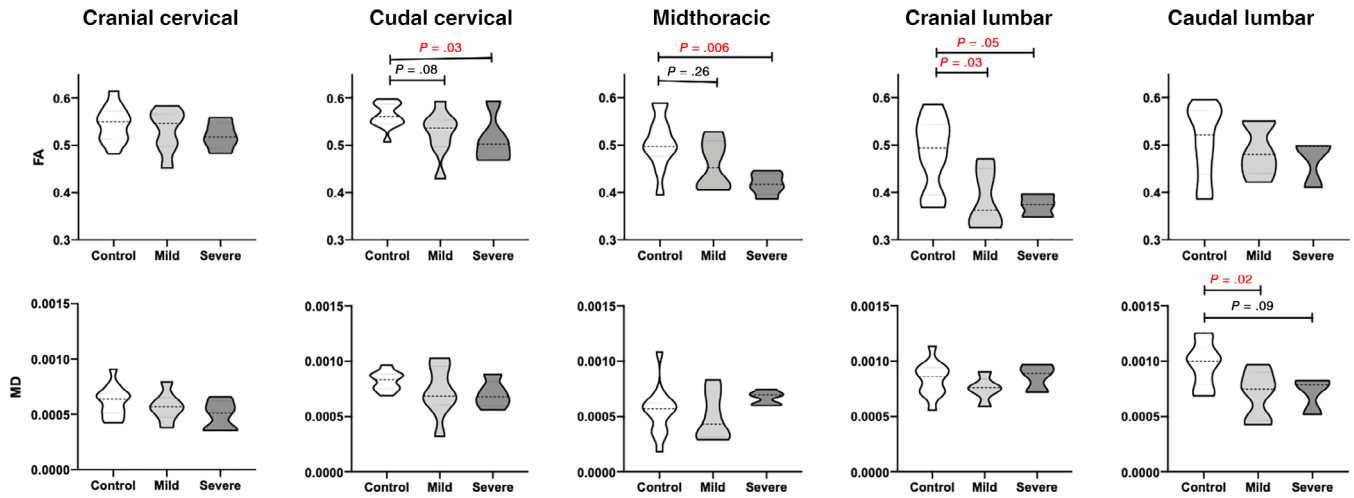 Cranial cervical
Cudal cervical
Midthoracic
Cranial lumbar
Caudal lumbar
FA
0.6
0.5
0.4
0.3
Control Mild Severe
P = .03
P = .08
0.6
0.5
0.4
0.3
Control Mild Severe
P = .006
P = .26
0.6
0.5
0.4
0.3
Control Mild Severe
P = .05
P = .03
0.6
0.5
0.4
0.3
Control Mild Severe
0.6
0.5
0.4
0.3
Control Mild Severe
MD
0.0015
0.0010
0.0005
0.0000
Control Mild Severe
0.0015
0.0010
0.0005
0.0000
Control Mild Severe
0.0015
0.0010
0.0005
0.0000
Control Mild Severe
0.0015
0.0010
0.0005
0.0000
Control Mild Severe
P = .02
P = .09
0.0015
0.0010
0.0005
0.0000
Control Mild Severe